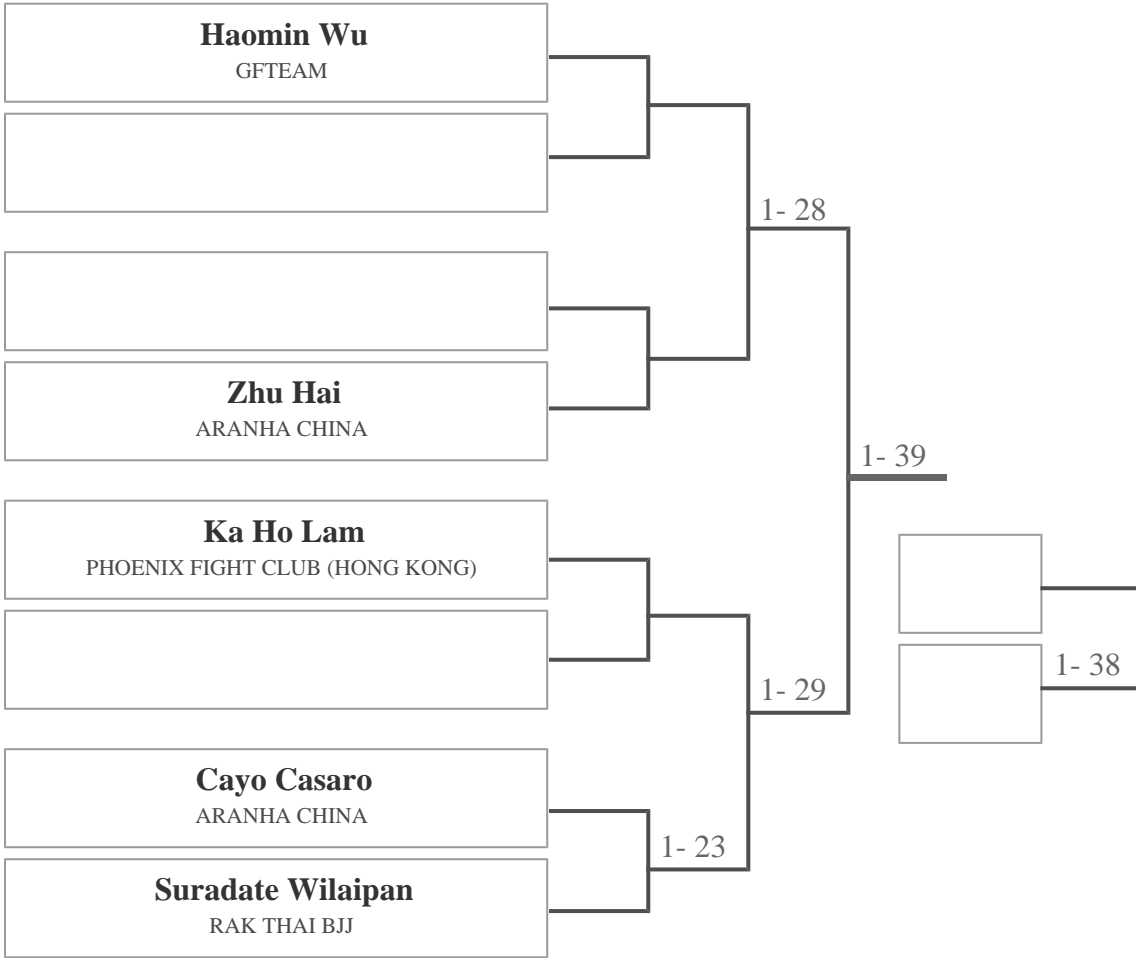 Haomin Wu
GFTEAM
1- 28
Zhu Hai
ARANHA CHINA
1- 39
Ka Ho Lam
PHOENIX FIGHT CLUB (HONG KONG)
1- 38
1- 29
Cayo Casaro
ARANHA CHINA
1- 23
Suradate Wilaipan
RAK THAI BJJ